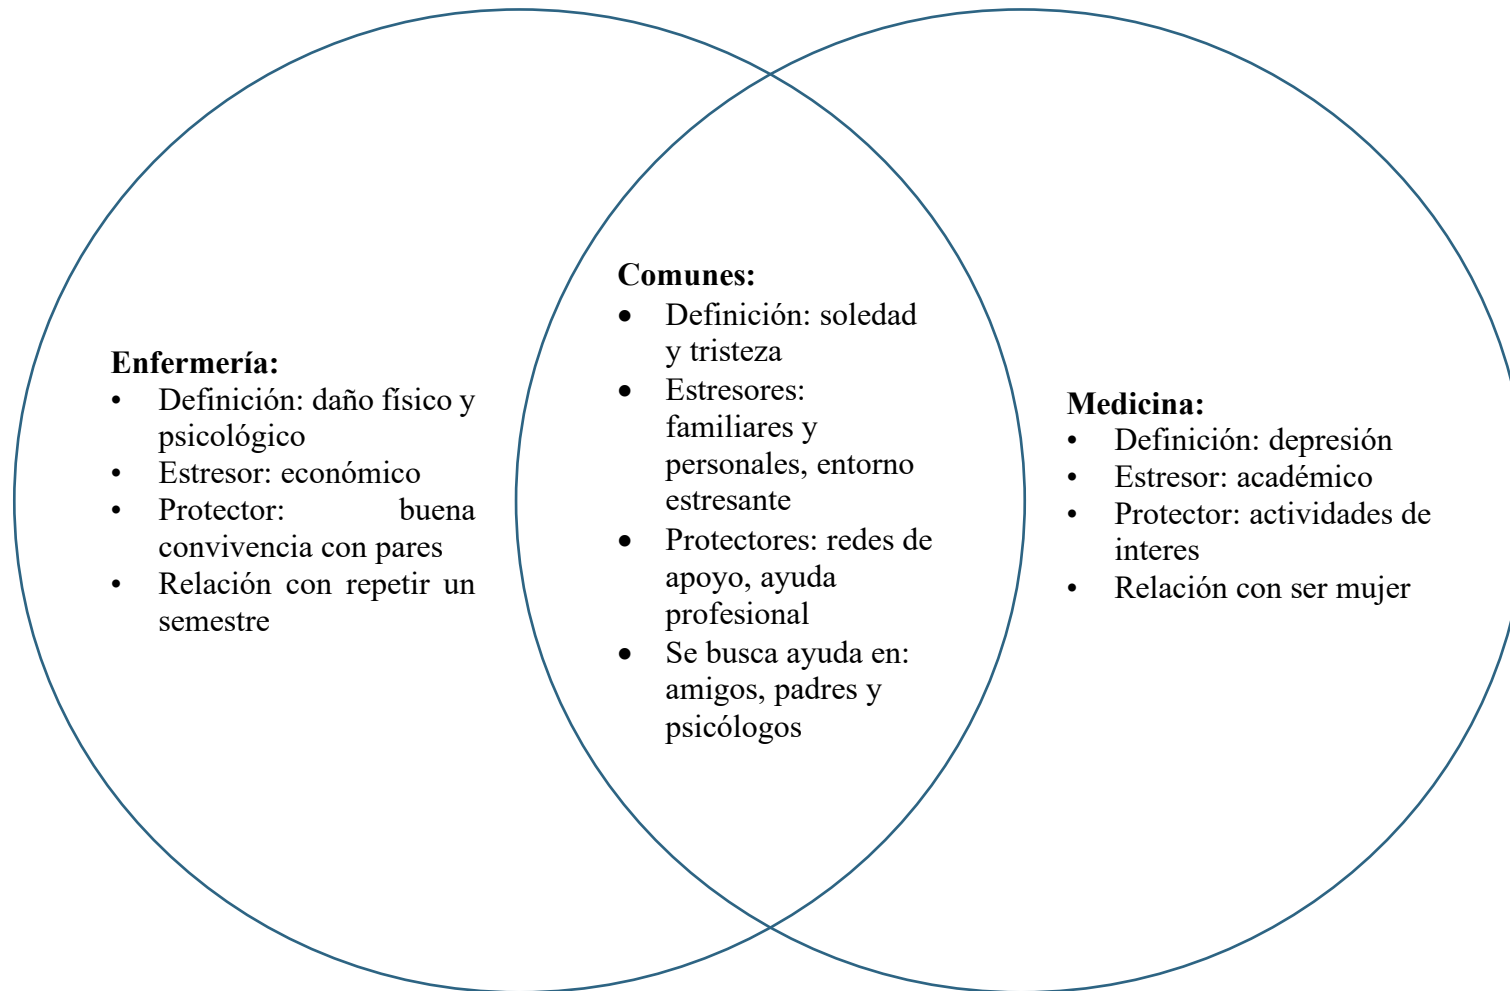 Enfermería:
• Definición: daño físico y
psicológico
• Estresor: económico
• Protector: buena
convivencia con pares
• Relación con repetir un
semestre
Comunes:
• Definición: soledad
y tristeza
• Estresores:
familiares y
personales, entorno
estresante
• Protectores: redes de
apoyo, ayuda
profesional
• Se busca ayuda en:
amigos, padres y
psicólogos
Medicina:
• Definición: depresión
• Estresor: académico
• Protector: actividades de
interes
• Relación con ser mujer